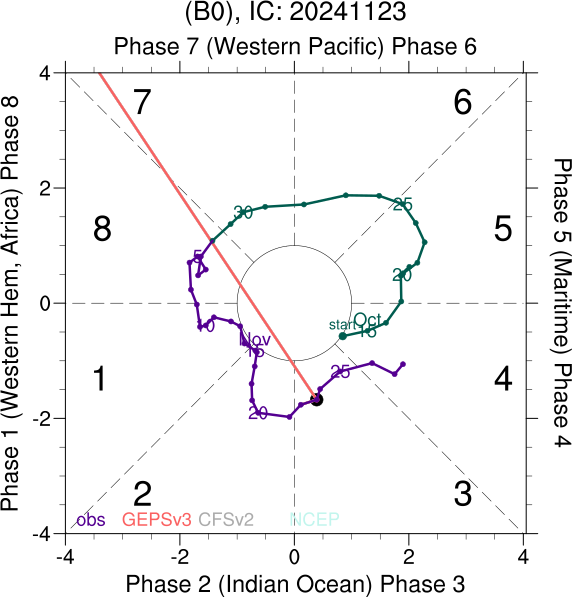 (B0), IC: 20241123
Phase 7 (Western Pacific) Phase 6
Phase 1 (Western Hem, Africa) Phase 8
Phase 5 (Maritime) Phase 4
4
2
0
-2
-4
7
6
8
5
1
4
2
3
30
25
20
5
start
Oct
15
Nov
15
25
20
obs
GEPSv3
CFSv2
NCEP
-4
-2
0
2
4
Phase 2 (Indian Ocean) Phase 3